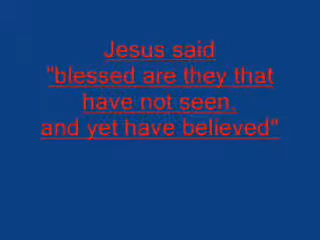 Jesus said
"blessed are they that
have not seen,
and yet have believed"